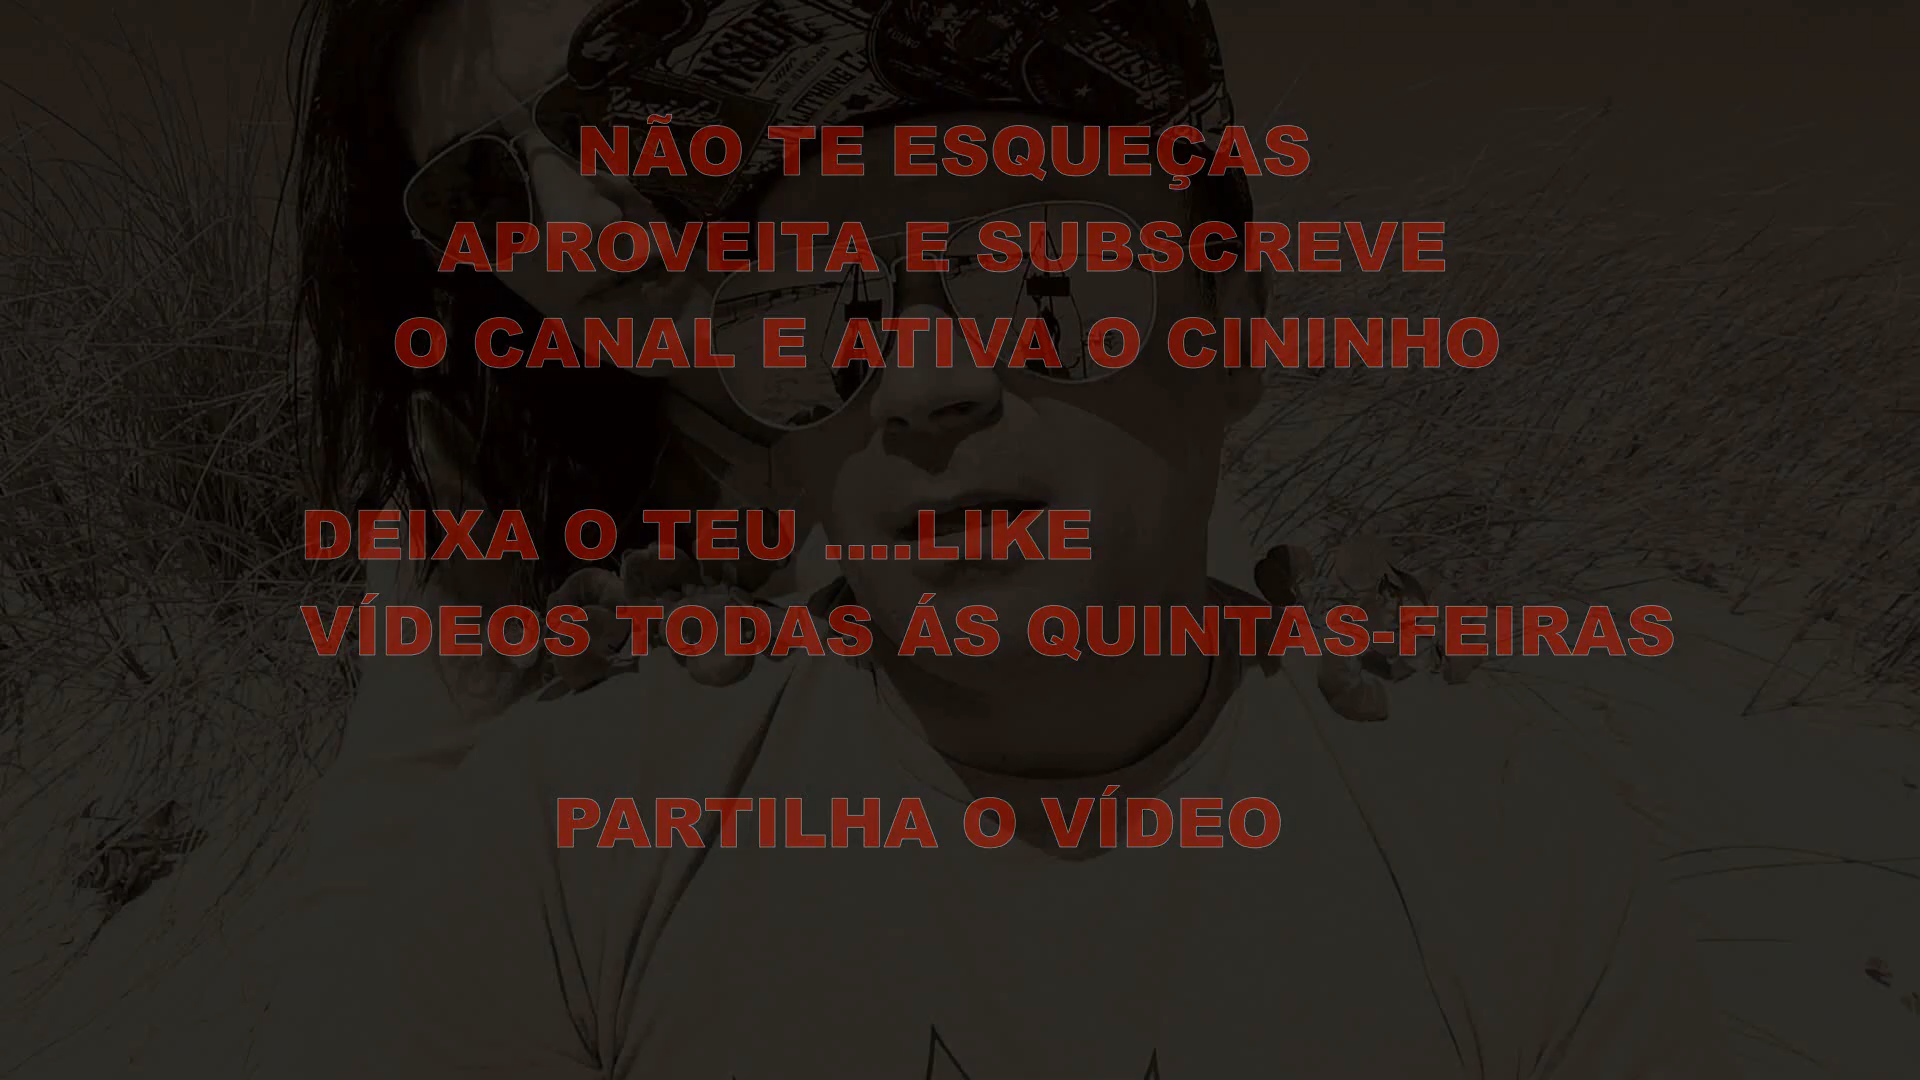 NÃO TE ESQUEÇAS
APROVEITA E SUBSCREVE
O CANAL E ATIVA O CININHO
DEIXA O TEU ....LIKE
VÍDEOS TODAS ÁS QUINTAS-FEIRAS
PARTILHA O VÍDEO